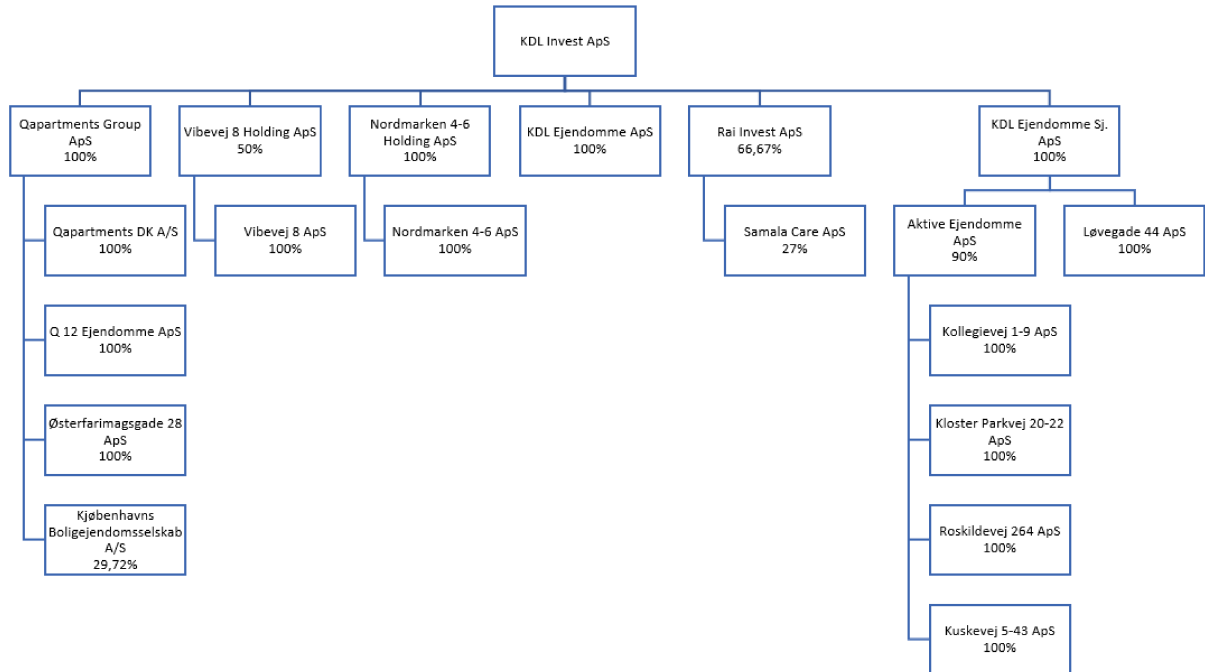 KDL Invest ApS
Qapartments Group
ApS
100%
Vibevej 8 Holding ApS
50%
Nordmarken 4-6
Holding ApS
100%
KDL Ejendomme ApS
100%
Rai Invest ApS
66,67%
KDL Ejendomme Sj.
ApS
100%
Qapartments DK A/S
100%
Vibevej 8 ApS
100%
Nordmarken 4-6 ApS
100%
Samala Care ApS
27%
Aktive Ejendomme
ApS
90%
Løvegade 44 ApS
100%
Q 12 Ejendomme ApS
100%
Kollegievej 1-9 ApS
100%
Østerfarimagsgade 28
ApS
100%
Kloster Parkvej 20-22
ApS
100%
Kjøbenhavns
Boligejendomsselskab
A/S
29,72%
Roskildevej 264 ApS
100%
Kuskevej 5-43 ApS
100%